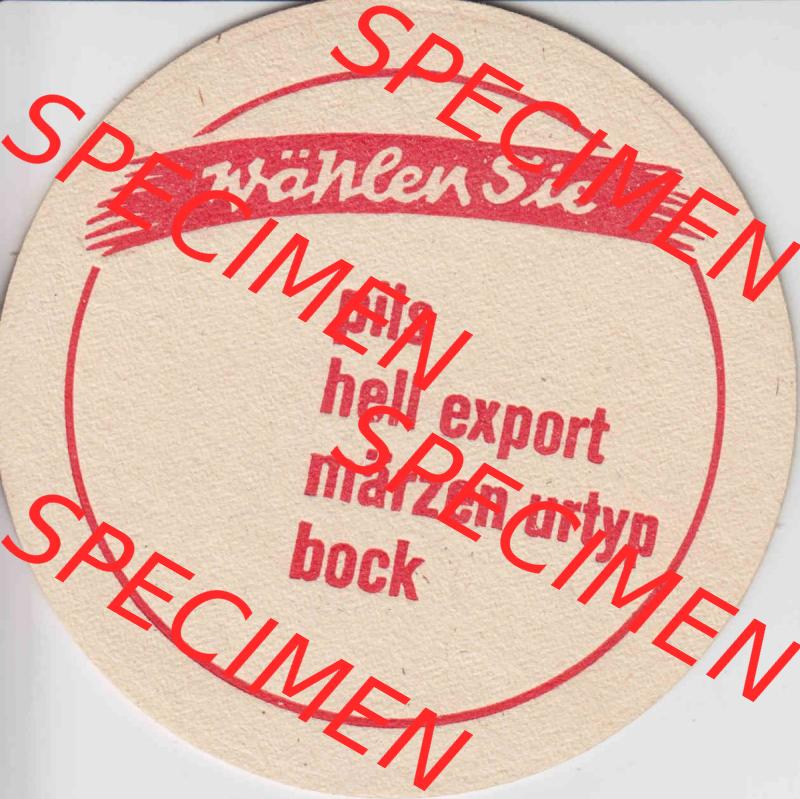 wählen Sie
pils
hell export
märzen urtyp
bock
SPECIMEN
SPECIMEN
SPECIMEN
SPECIMEN